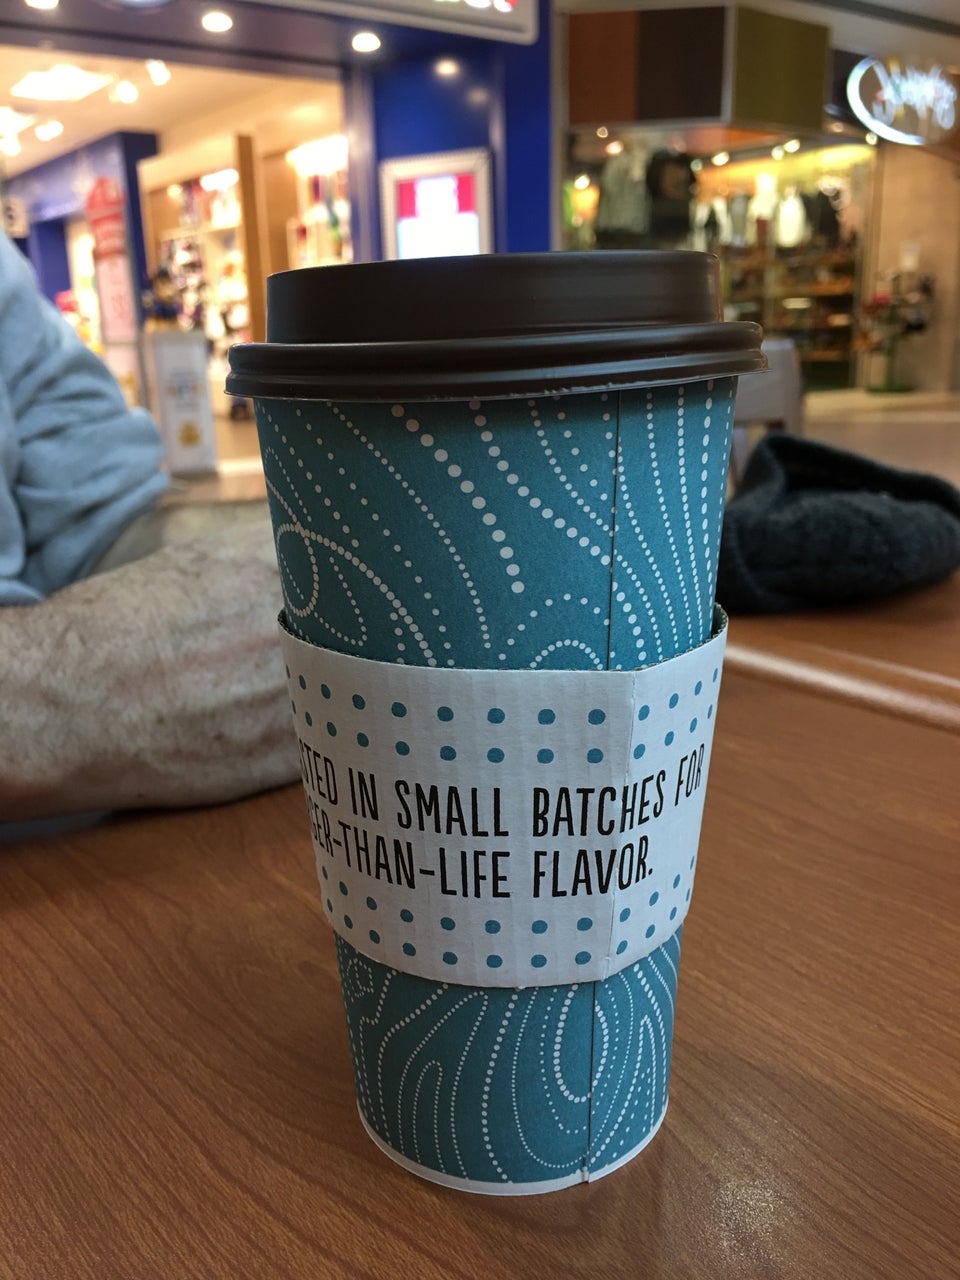 STED IN SMALL BATCHES FOR
GER-THAN-LIFE FLAVOR.